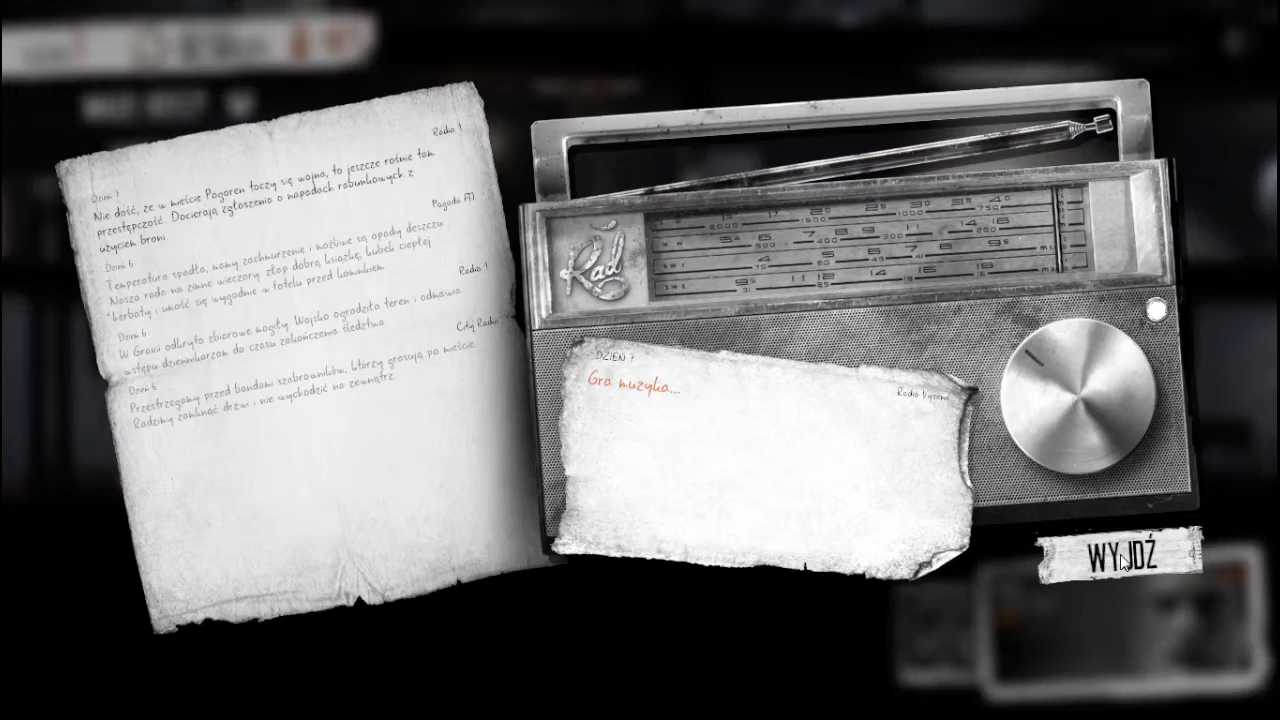 Radio 1
Dzień 7
Nie dość, że w mieście Pogoren toczy się wojna, to jeszcze rośnie tam
przestępczość. Docierają zgłoszenia o napadach rabunkowych z
użyciem broni.
Pogoda FM
Dzień 6
Temperatura spadła, mamy zachmurzenie i możliwe są opady deszczu.
Nasza rada na zimne wieczory: złap dobrą książkę, kubek ciepłej
herbaty i umość się wygodnie w fotelu przed kominkiem.
Radio 1
Dzień 6
W Gravii odkryto zbiorowe mogiły. Wojsko ogrodziło teren i odmawia
wstępu dziennikarzom do czasu zakończenia śledztwa.
City Radio
Dzień 6
Przestrzegamy przed bandami szabrowników, którzy grasują po mieście.
Radzimy zamknąć drzwi i nie wychodzić na zewnątrz.
Rad
DZIEŃ 7
Gra muzyka...
WYJDŹ